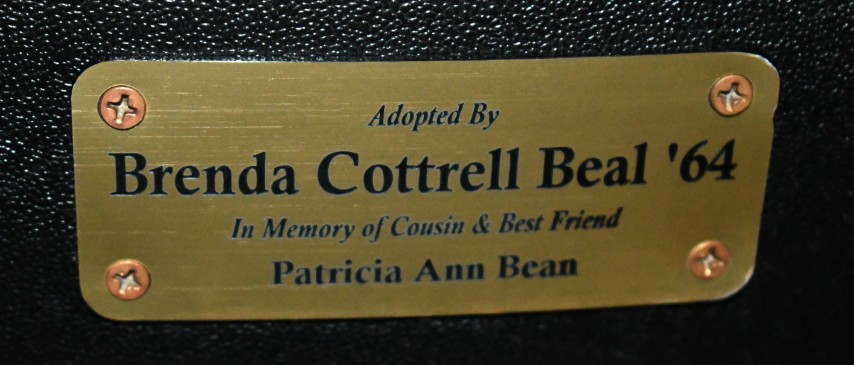 Adopted By
Brenda Cottrell Beal '64
In Memory of Cousin & Best Friend
Patricia Ann Bean